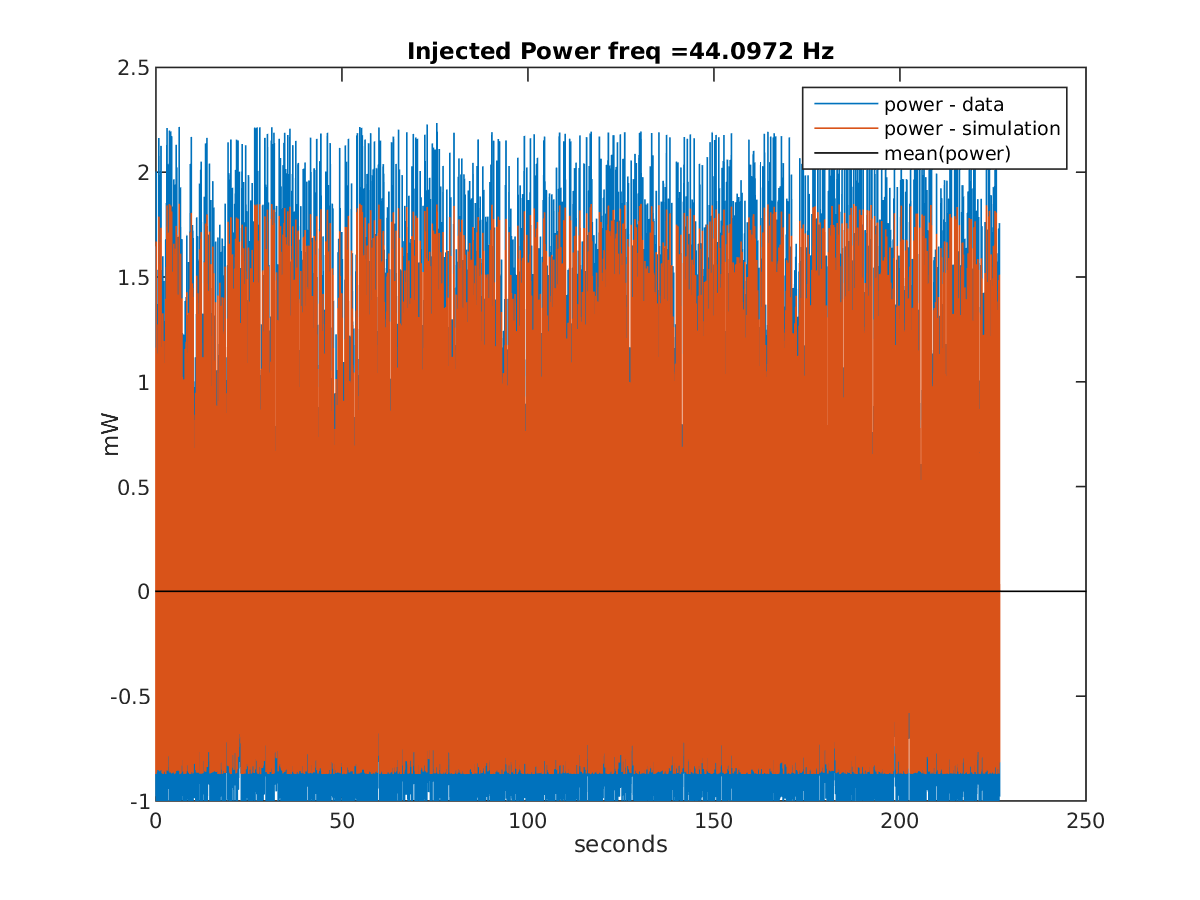 Injected Power freq =44.0972 Hz
2.5
2
1.5
1
0.5
0
-0.5
-1
mW
power - data
power - simulation
mean(power)
0 50 100 150 200 250
seconds